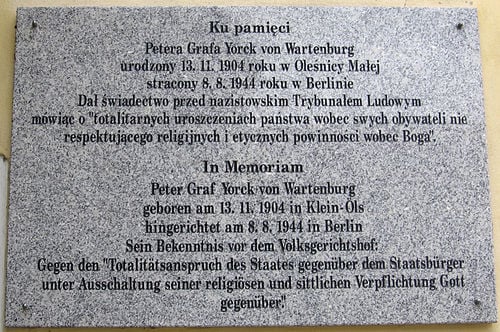 Ku pamięci
Petera Grafa Yorck von Wartenburg
urodzony 13. 11. 1904 roku w Oleśnicy Małej
stracony 8. 8. 1944 roku w Berlinie
Dał świadectwo przed nazistowskim Trybunałem Ludowym
mówiąc o "totalitarnych uroszczeniach państwa wobec swych obywateli nie
respektującego religijnych i etycznych powinności wobec Boga".
In Memoriam
Peter Graf Yorck von Wartenburg
geboren am 13. 11. 1904 in Klein-Ols
hingerichtet am 8. 8. 1944 in Berlin
Sein Bekenntnis vor dem Volksgerichtshof:
Gegen den "Totalitätsanspruch des Staates gegenüber dem Staatsbürger
unter Ausschaltung seiner religiösen und sittlichen Verpflichtung Gott
gegenüber"